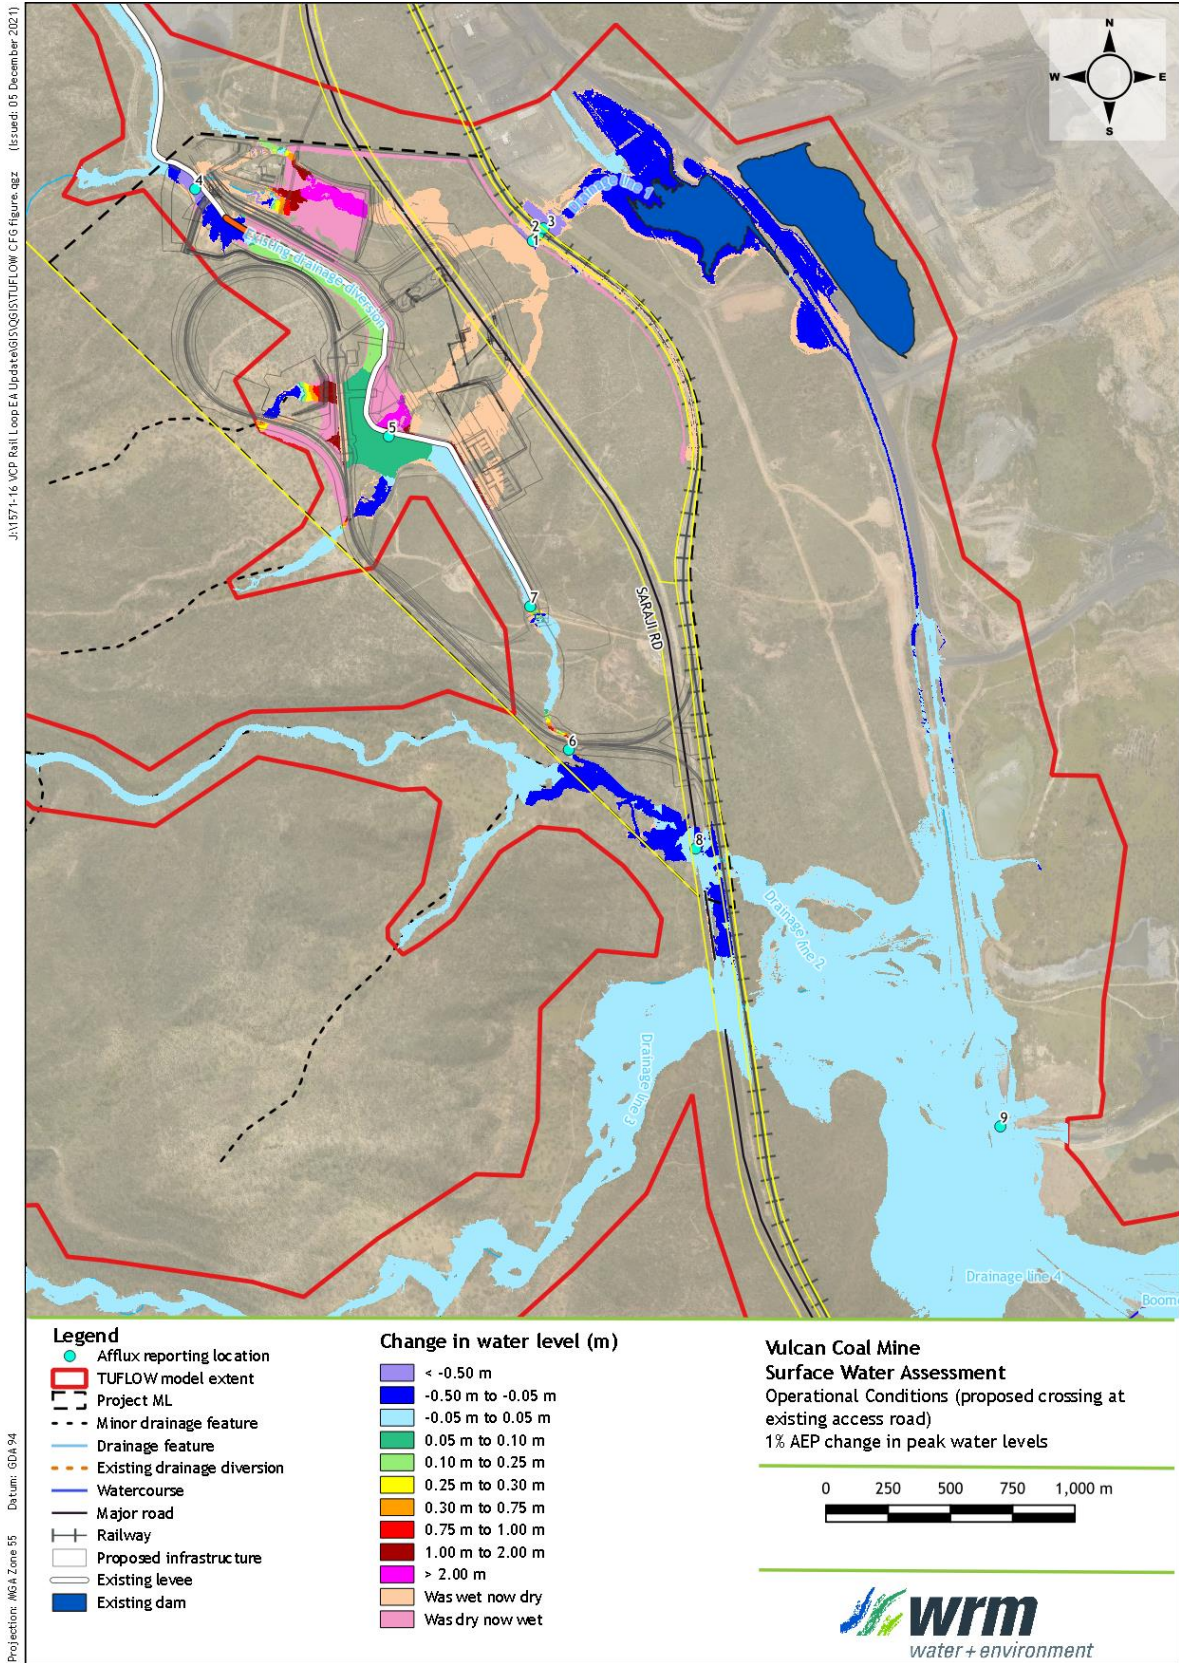 J:\1571-16 VCP Rail Loop EA Update\GIS\QGIS\TUFLOW CFG figure.qgz (Issued: 05 December 2021)
Datum: GDA 94
Projection: MGA Zone 55
N
W E
S
4
3
2
1
Drainage line 1
Existing drainage diversion
5
7
SARAJI RD
6
8
Drainage line 2
Drainage line 3
9
Drainage line 4
Boome
Legend
Afflux reporting location
TUFLOW model extent
Project ML
Minor drainage feature
Drainage feature
Existing drainage diversion
Watercourse
Major road
Railway
Proposed infrastructure
Existing levee
Existing dam
Change in water level (m)
< -0.50 m
-0.50 m to -0.05 m
-0.05 m to 0.05 m
0.05 m to 0.10 m
0.10 m to 0.25 m
0.25 m to 0.30 m
0.30 m to 0.75 m
0.75 m to 1.00 m
1.00 m to 2.00 m
> 2.00 m
Was wet now dry
Was dry now wet
Vulcan Coal Mine
Surface Water Assessment
Operational Conditions (proposed crossing at
existing access road)
1% AEP change in peak water levels
0 250 500 750 1,000 m
wrm
water + environment